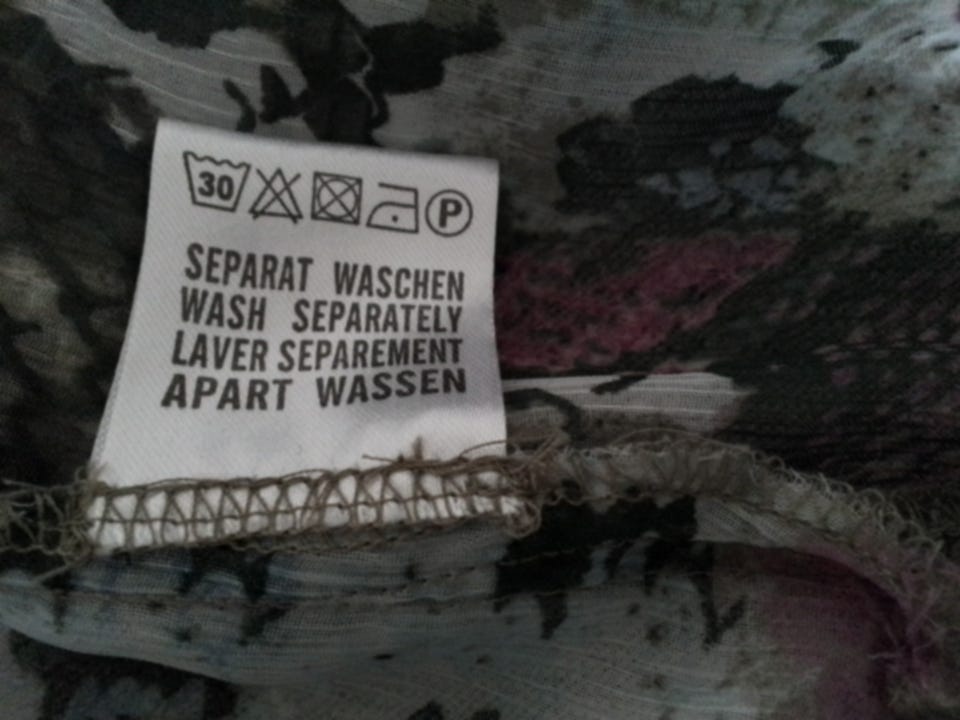 30 P
SEPARAT WASCHEN
WASH SEPARATELY
LAVER SEPAREMENT
APART WASSEN